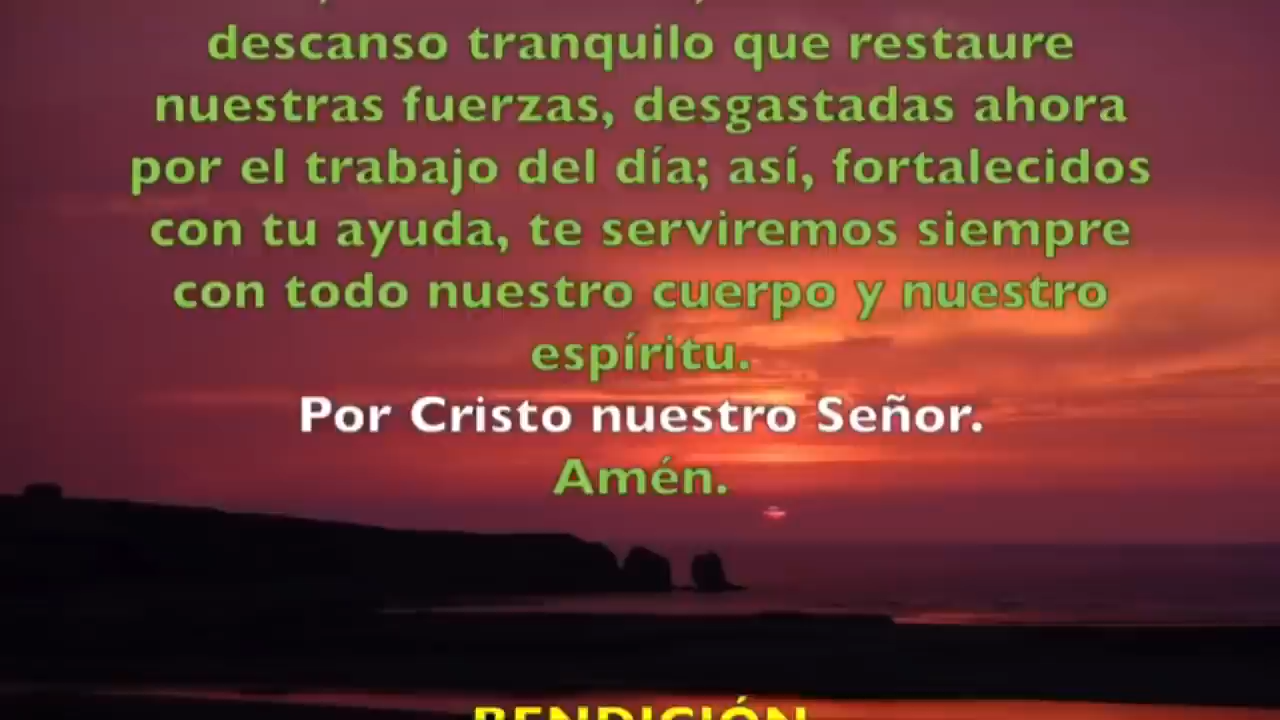 descanso tranquilo que restaure
nuestras fuerzas, desgastadas ahora
por el trabajo del día; así, fortalecidos
con tu ayuda, te serviremos siempre
con todo nuestro cuerpo y nuestro
espíritu.
Por Cristo nuestro Señor.
Amén.
BENDICIÓN